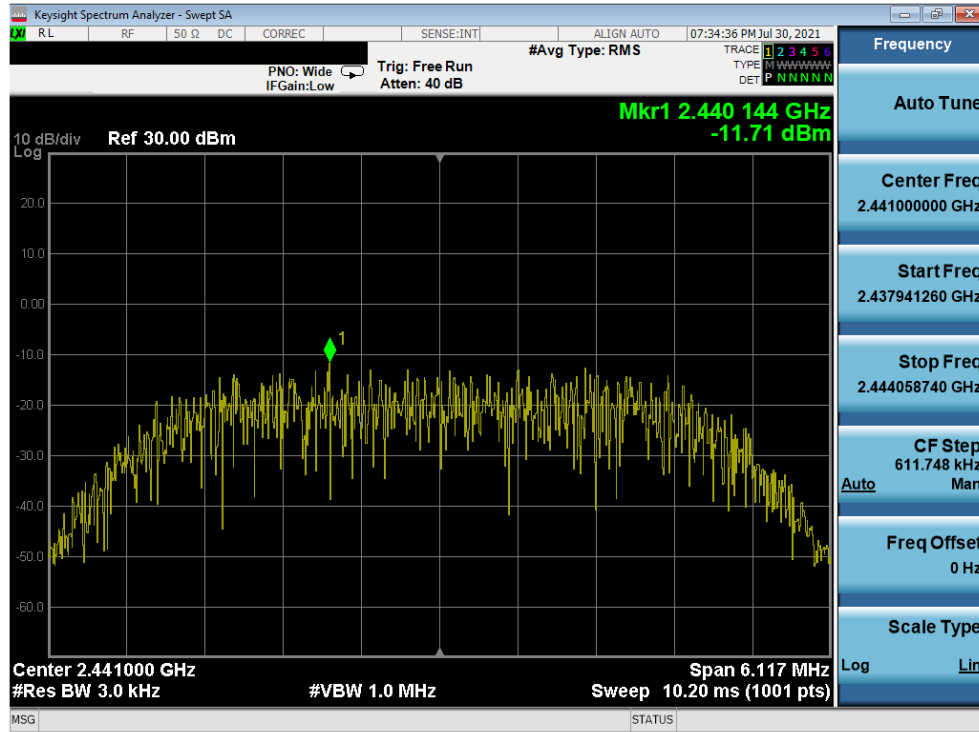 Keysight Spectrum Analyzer - Swept SA
LXI RL RF 50 Ω DC CORREC SENSE:INT ALIGN AUTO 07:34:36 PM Jul 30, 2021
PNO: Wide
IFGain:Low
Trig: Free Run
Atten: 40 dB
#Avg Type: RMS
TRACE 1 2 3 4 5 6
TYPE M WWWWW
DET P N N N N N
Mkr1 2.440 144 GHz
-11.71 dBm
10 dB/div Ref 30.00 dBm
Log
20.0
10.0
0.00
-10.0
-20.0
-30.0
-40.0
-50.0
-60.0
1
Center 2.441000 GHz Span 6.117 MHz
#Res BW 3.0 kHz #VBW 1.0 MHz Sweep 10.20 ms (1001 pts)
MSG STATUS
Frequency
Auto Tune
Center Freq
2.441000000 GHz
Start Freq
2.437941260 GHz
Stop Freq
2.444058740 GHz
CF Step
611.748 kHz
Auto Man
Freq Offset
0 Hz
Scale Type
Log Lin